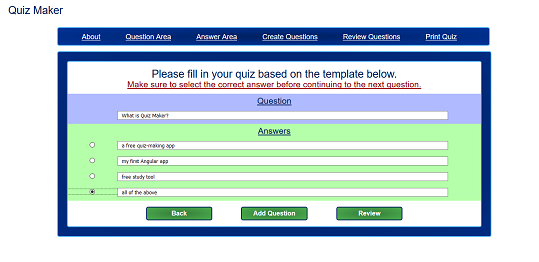 Quiz Maker
About Question Area Answer Area Create Questions Review Questions Print Quiz
Please fill in your quiz based on the template below.
Make sure to select the correct answer before continuing to the next question.
Question
What is Quiz Maker?
Answers
a free quiz-making app
my first Angular app
free study tool
all of the above
Back Add Question Review